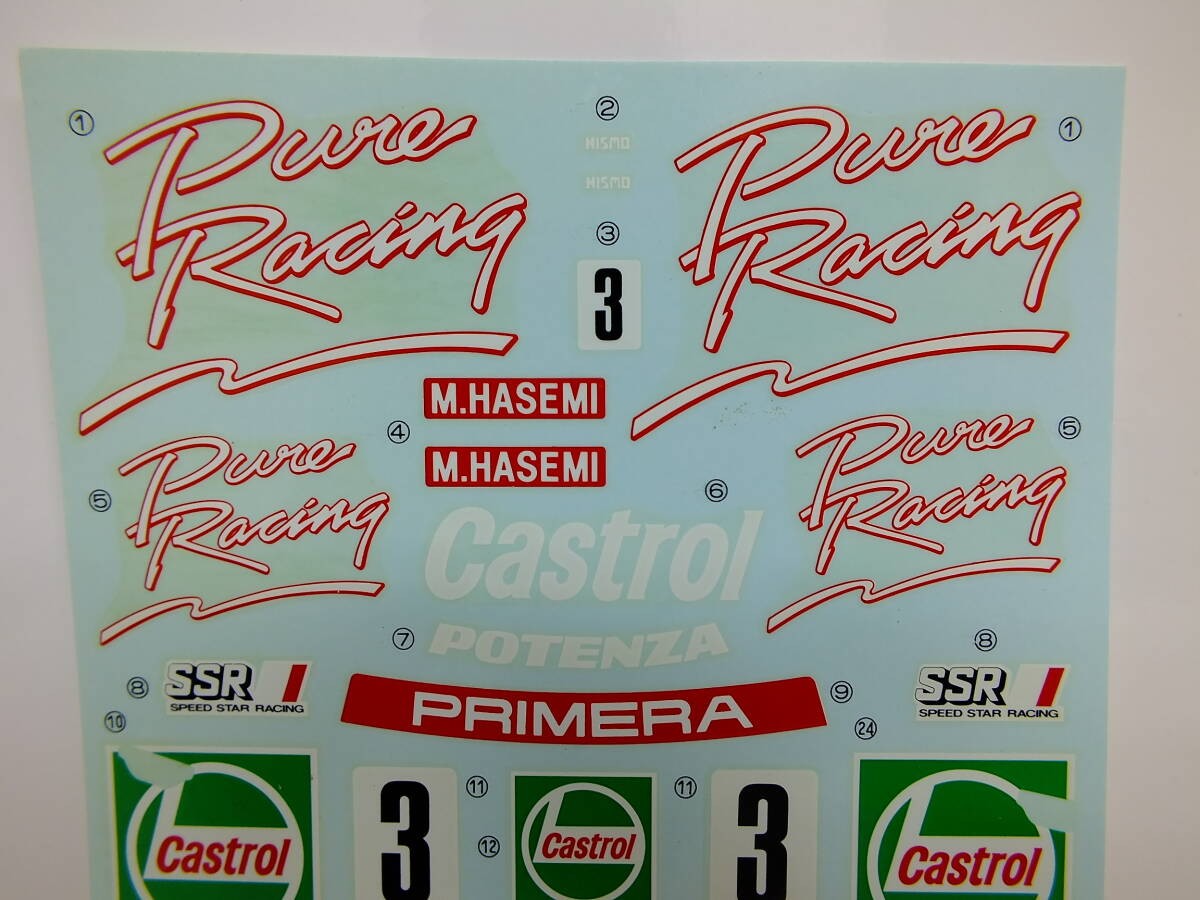 ①
Pure
Racing
②
NISMO
NISMO
①
Pure
Racing
③
3
M.HASEMI
④
M.HASEMI
⑤
Pure
Racing
⑤
Pure
Racing
⑥
Castrol
⑦
POTENZA
⑧
SSR
SPEED STAR RACING
⑧
SSR
SPEED STAR RACING
PRIMERA
⑨
⑩
㉔
Castrol
3
⑪
⑫
Castrol
⑪
3
Castrol